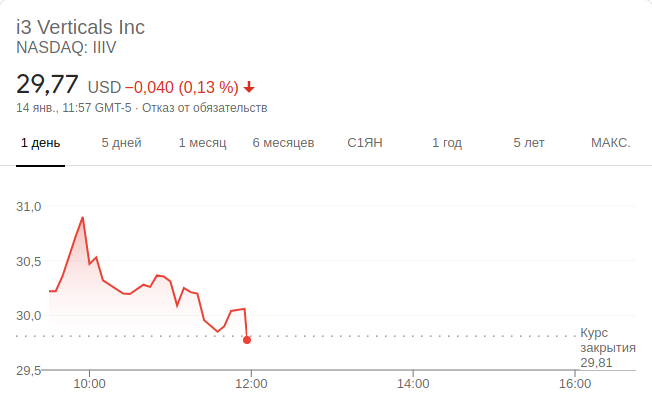 i3 Verticals Inc
NASDAQ: IIIV
29,77 USD −0,040 (0,13 %)
14 янв., 11:57 GMT-5 · Отказ от обязательств
1 день 5 дней 1 месяц 6 месяцев С1ЯН 1 год 5 лет МАКС.
31,0
30,5
30,0
Курс
закрытия
29,81
29,5
10:00 12:00 14:00 16:00